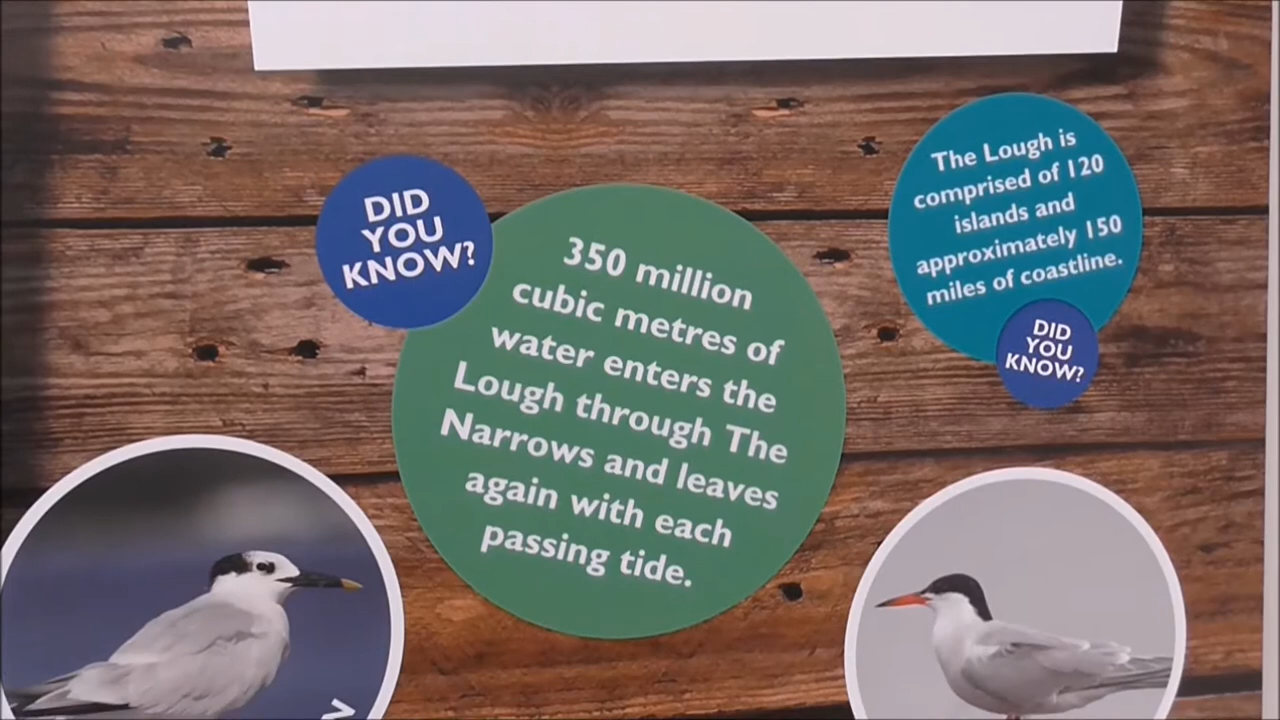 DID
YOU
KNOW?
350 million
cubic metres of
water enters the
Lough through The
Narrows and leaves
again with each
passing tide.
The Lough is
comprised of 120
islands and
approximately 150
miles of coastline.
DID
YOU
KNOW?